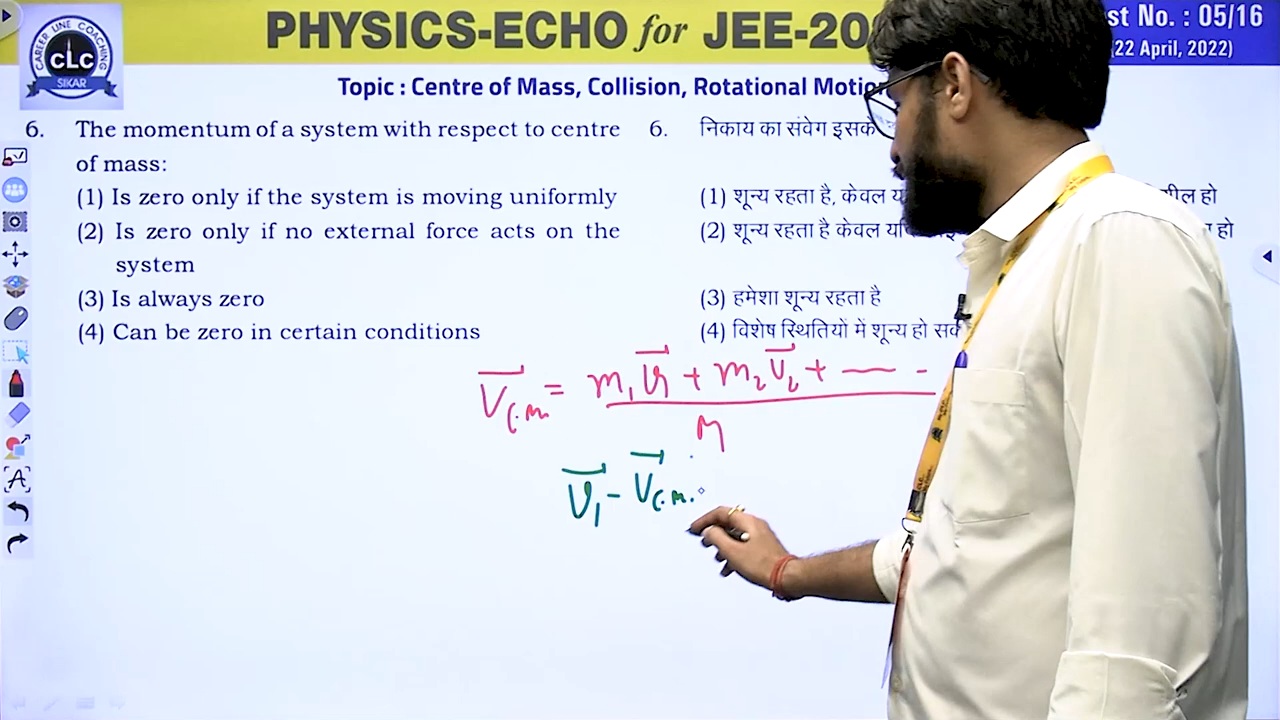 PHYSICS-ECHO for JEE-20
st No. : 05/16
(22 April, 2022)
CAREER LINE COACHING
CLC
SIKAR
Topic : Centre of Mass, Collision, Rotational Motion
6. The momentum of a system with respect to centre
of mass:
(1) Is zero only if the system is moving uniformly
(2) Is zero only if no external force acts on the
system
(3) Is always zero
(4) Can be zero in certain conditions
6. निकाय का संवेग इसके
(1) शून्य रहता है, केवल हो
(2) शून्य रहता है केवल हो
(3) हमेशा शून्य रहता है
(4) विशेष स्थितियों में शून्य हो
V⃗c.m. = m₁v⃗₁ + m₂v⃗₂ + — - -
M
v⃗₁ - V⃗c.m.